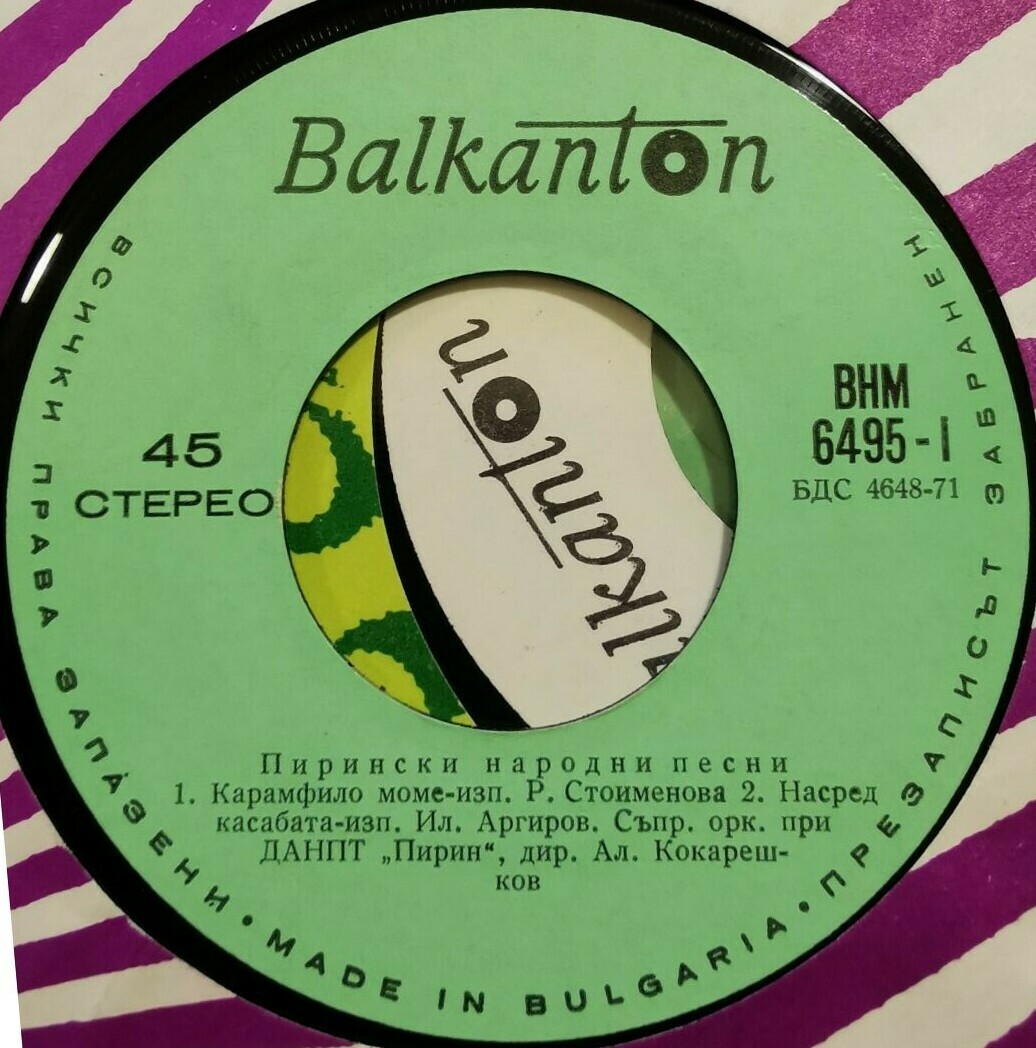 Balkanton
ВСИЧКИ ПРАВА ЗАПАЗЕНИ • MADE IN BULGARIA • ПРЕЗАПИСЪТ ЗАБРАНЕН
45
СТЕРЕО
ВНМ
6495-I
БДС 4648-71
lkanton
Пирински народни песни
1. Карамфило моме-изп. Р. Стоименова 2. Насред
касабата-изп. Ил. Аргиров. Съпр. орк. при
ДАНПТ „Пирин“, дир. Ал. Кокареш-
ков